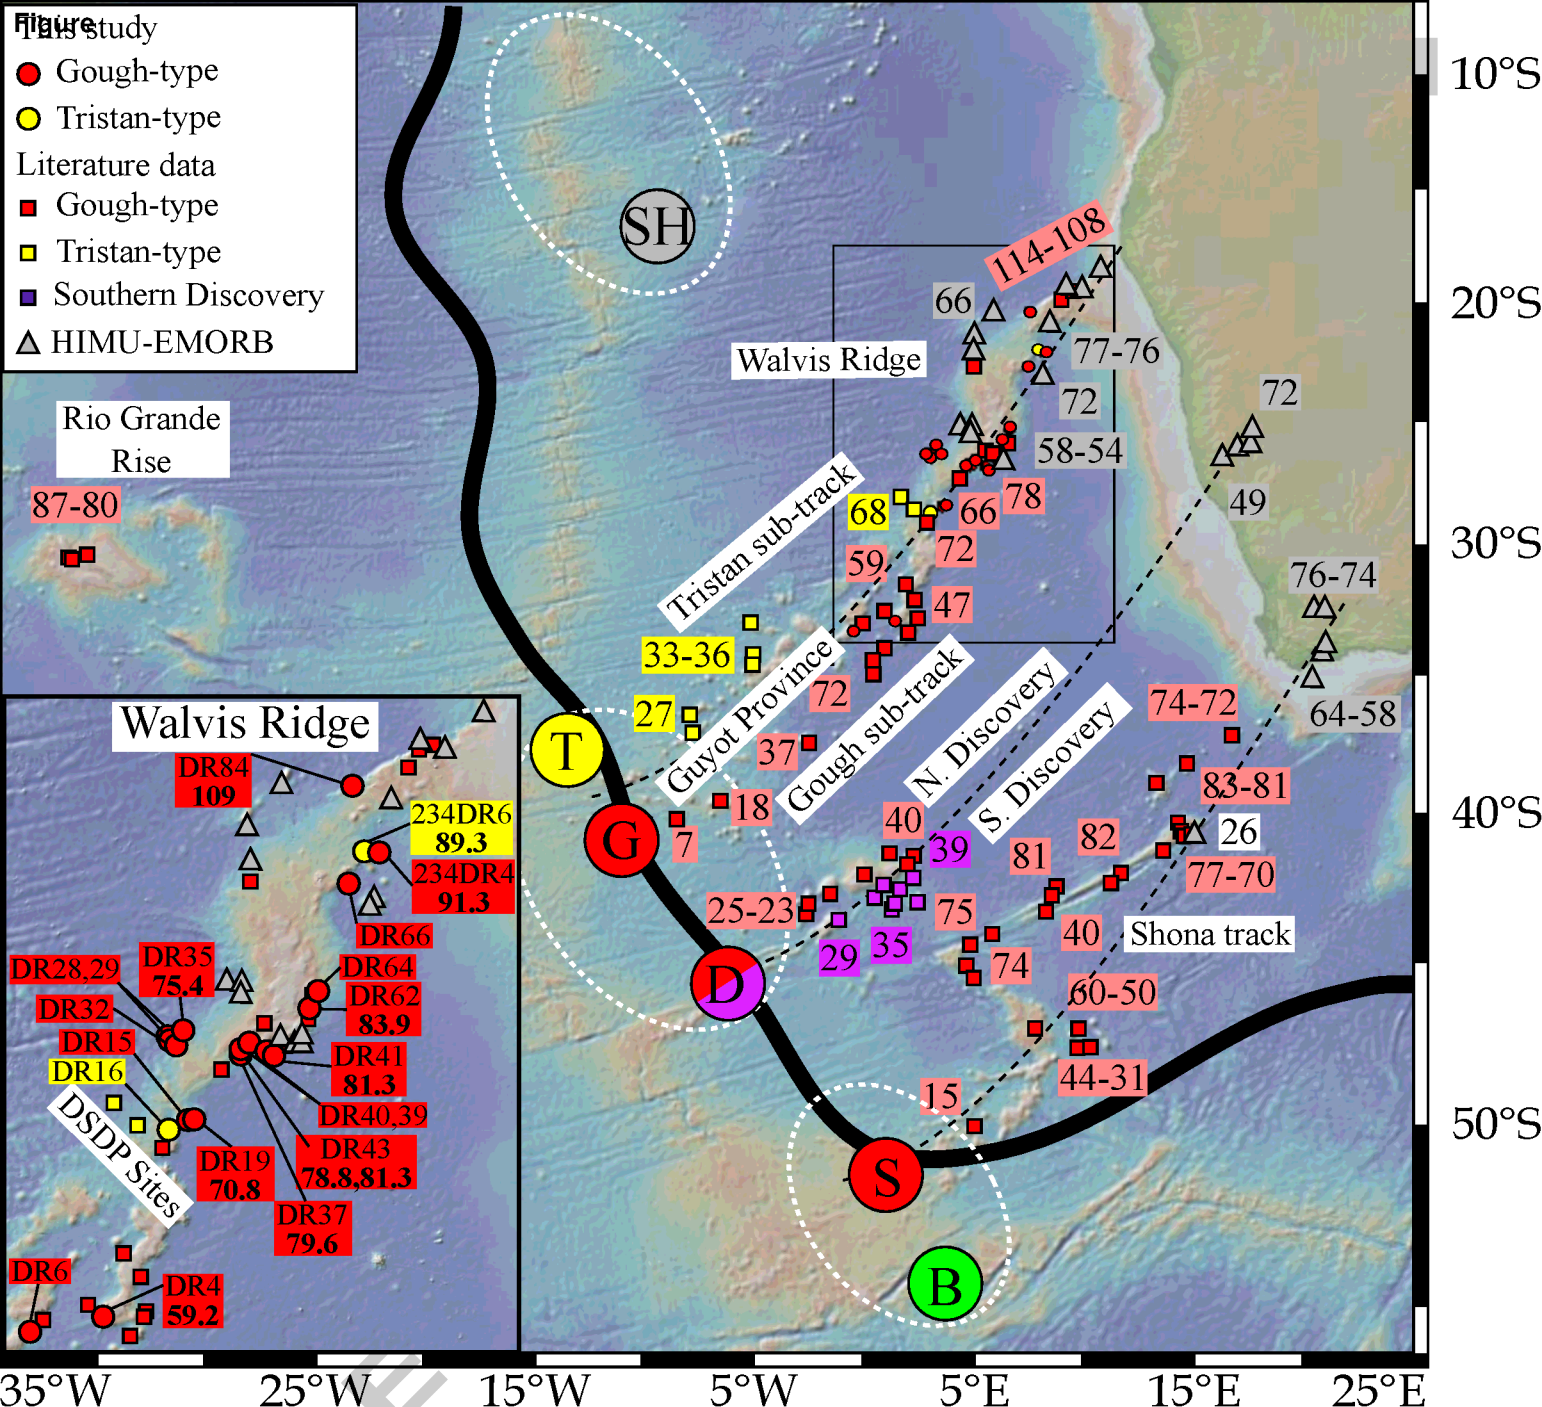 Figure
This study
Gough-type
Tristan-type
Literature data
Gough-type
Tristan-type
Southern Discovery
HIMU-EMORB
10°S
20°S
30°S
40°S
50°S
SH
114-108
66
Walvis Ridge
77-76
72
58-54
72
49
Rio Grande
Rise
87-80
Tristan sub-track
68
66
78
72
59
47
76-74
64-58
33-36
27
72
Guyot Province
Gough sub-track
N. Discovery
S. Discovery
37
18
7
74-72
83-81
26
77-70
82
81
40
39
25-23
29
35
75
74
40
Shona track
60-50
44-31
15
T
G
D
S
B
Walvis Ridge
DR84
109
234DR6
89.3
234DR4
91.3
DR66
DR28,29
DR35
75.4
DR64
DR32
DR62
83.9
DR15
DR16
DR41
81.3
DSDP Sites
DR40,39
DR19
70.8
DR43
78.8,81.3
DR37
79.6
DR6
DR4
59.2
35°W
25°W
15°W
5°W
5°E
15°E
25°E